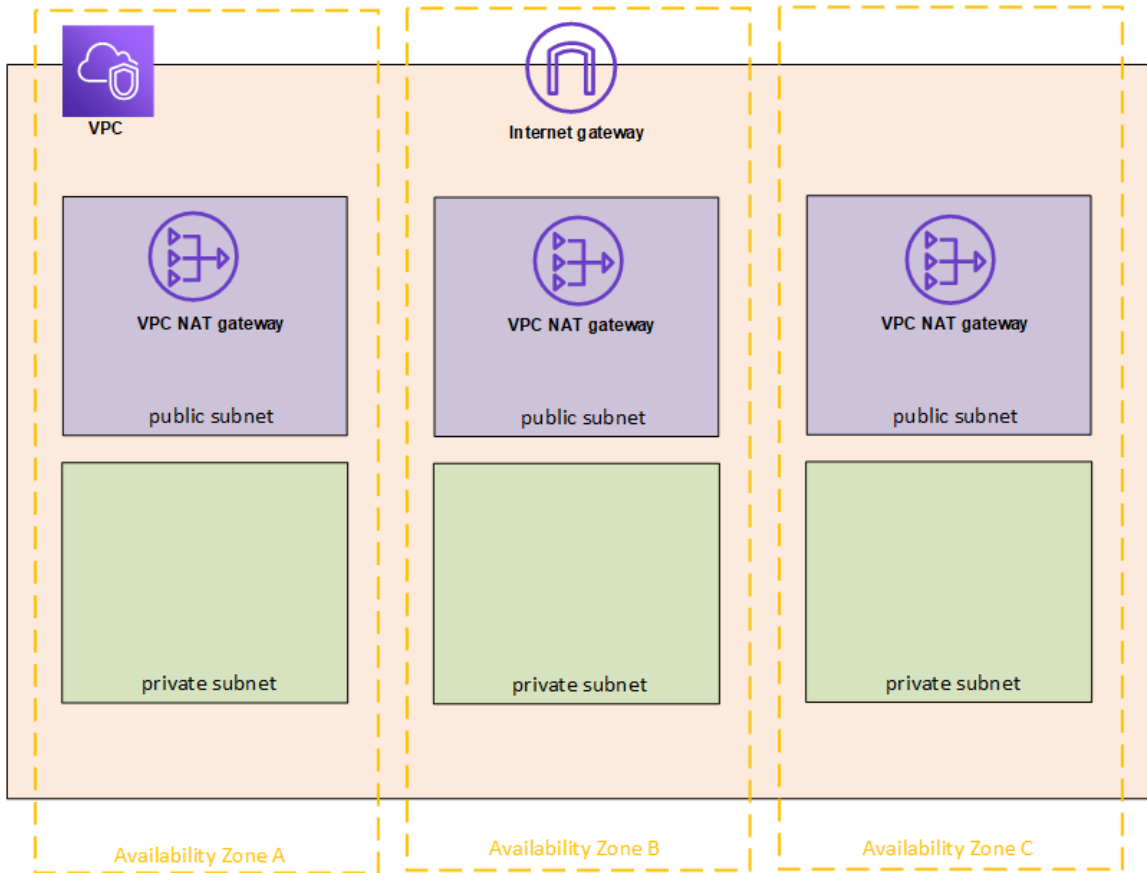 VPC
Internet gateway
VPC NAT gateway
VPC NAT gateway
VPC NAT gateway
public subnet
public subnet
public subnet
private subnet
private subnet
private subnet
Availability Zone A
Availability Zone B
Availability Zone C